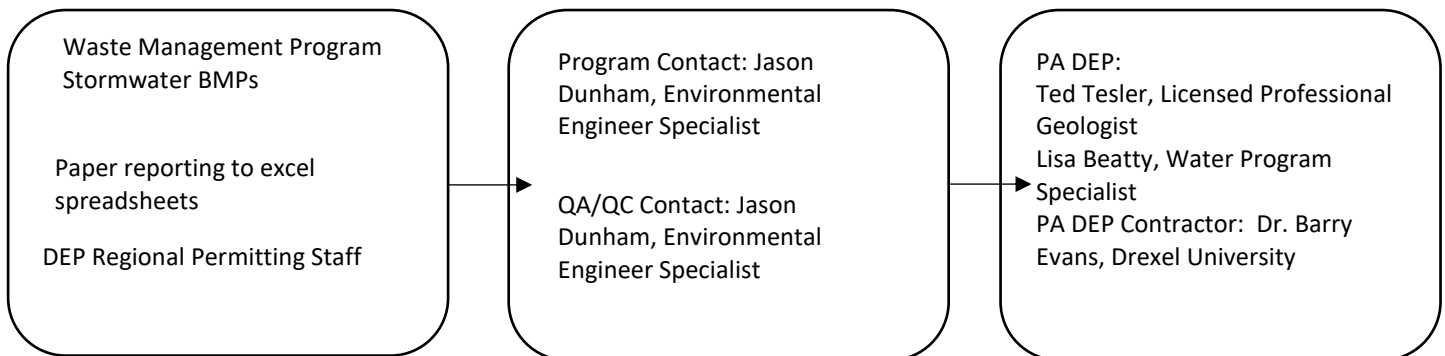 Waste Management Program
Stormwater BMPs
Paper reporting to excel
spreadsheets
DEP Regional Permitting Staff
Program Contact: Jason
Dunham, Environmental
Engineer Specialist
QA/QC Contact: Jason
Dunham, Environmental
Engineer Specialist
PA DEP:
Ted Tesler, Licensed Professional
Geologist
Lisa Beatty, Water Program
Specialist
PA DEP Contractor:  Dr. Barry
Evans, Drexel University